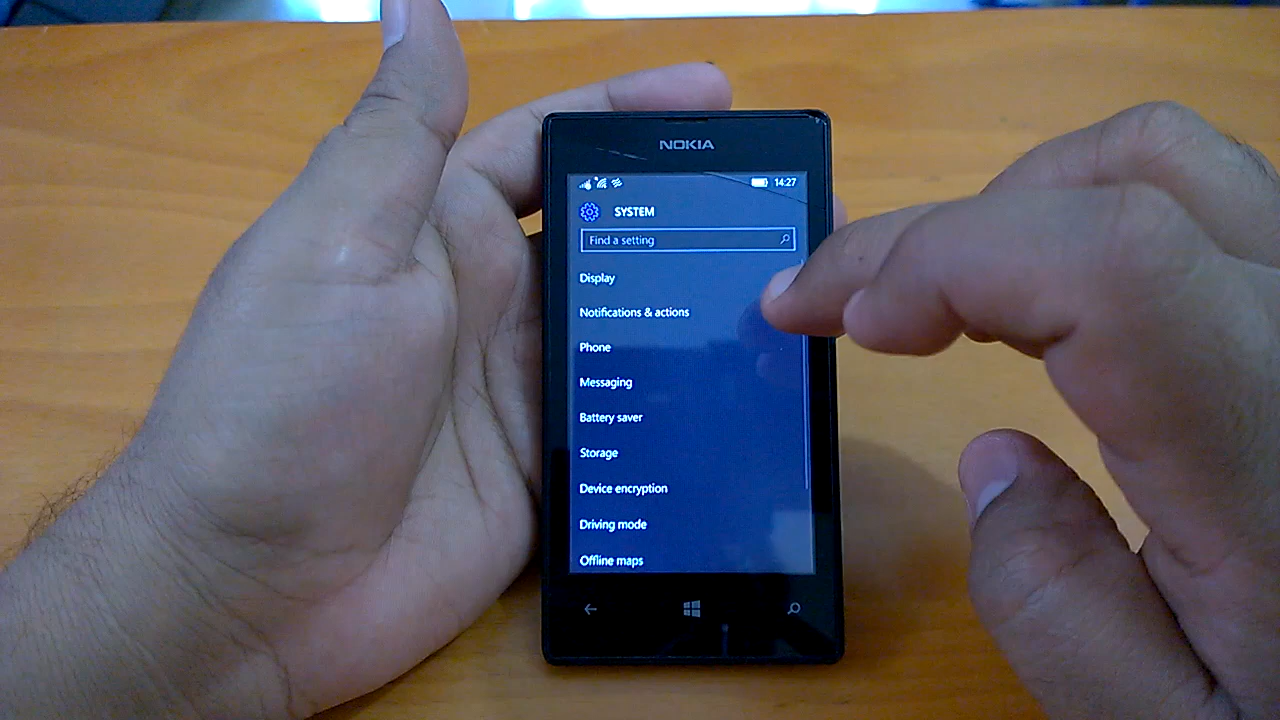 NOKIA
14:27
SYSTEM
Find a setting
Display
Notifications & actions
Phone
Messaging
Battery saver
Storage
Device encryption
Driving mode
Offline maps